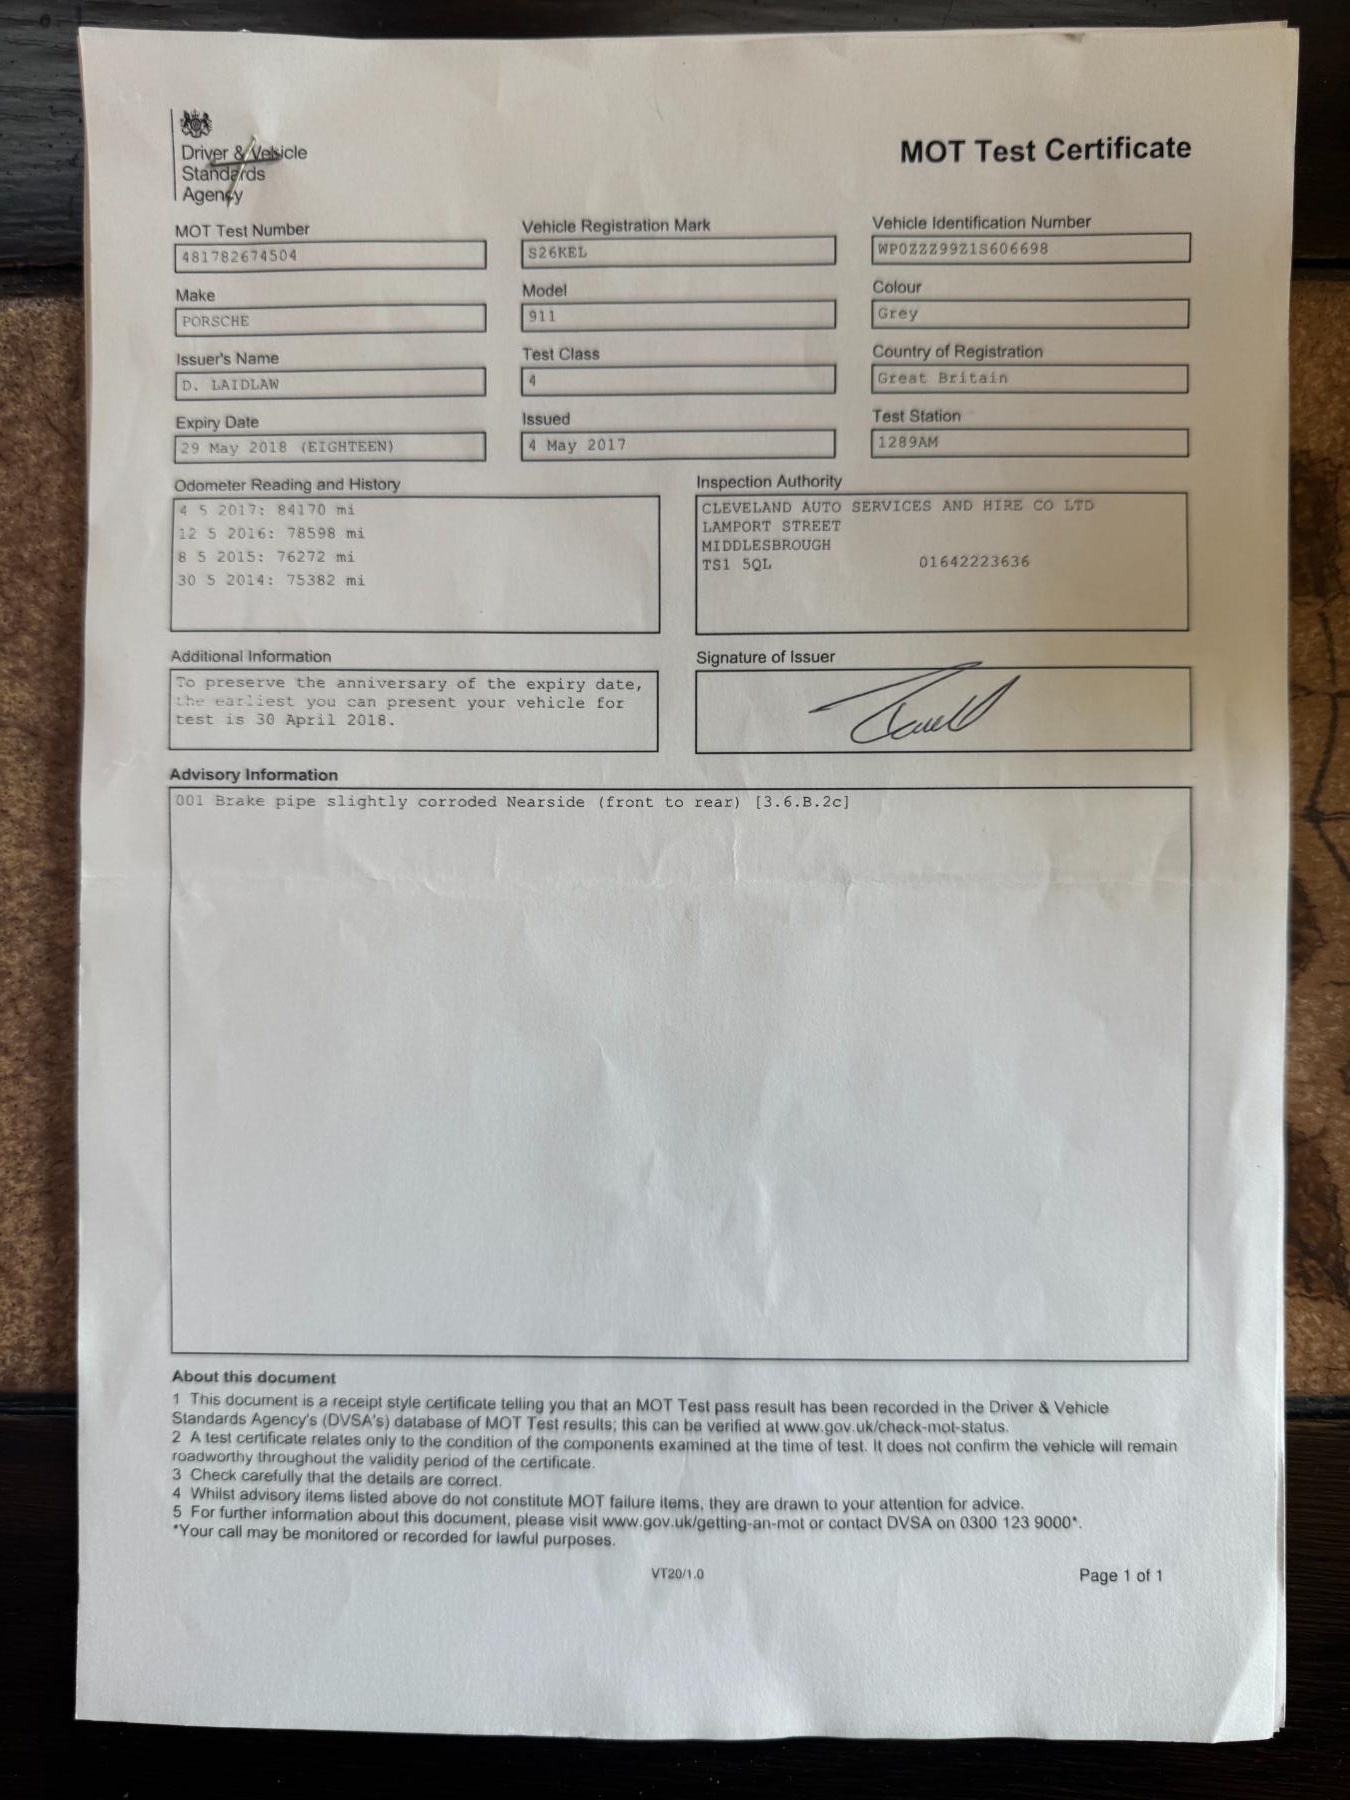 Driver & Vehicle
Standards
Agency
MOT Test Certificate
MOT Test Number
481782674504
Vehicle Registration Mark
S26KEL
Vehicle Identification Number
WP0ZZZ99Z1S606698
Make
PORSCHE
Model
911
Colour
Grey
Issuer's Name
D. LAIDLAW
Test Class
4
Country of Registration
Great Britain
Expiry Date
29 May 2018 (EIGHTEEN)
Issued
4 May 2017
Test Station
1289AM
Odometer Reading and History
4 5 2017: 84170 mi
12 5 2016: 78598 mi
8 5 2015: 76272 mi
30 5 2014: 75382 mi
Inspection Authority
CLEVELAND AUTO SERVICES AND HIRE CO LTD
LAMPORT STREET
MIDDLESBROUGH
TS1 5QL 01642223636
Additional Information
To preserve the anniversary of the expiry date,
the earliest you can present your vehicle for
test is 30 April 2018.
Signature of Issuer
Advisory Information
001 Brake pipe slightly corroded Nearside (front to rear) [3.6.B.2c]
About this document
1 This document is a receipt style certificate telling you that an MOT Test pass result has been recorded in the Driver & Vehicle
Standards Agency's (DVSA's) database of MOT Test results; this can be verified at www.gov.uk/check-mot-status.
2 A test certificate relates only to the condition of the components examined at the time of test. It does not confirm the vehicle will remain
roadworthy throughout the validity period of the certificate.
3 Check carefully that the details are correct.
4 Whilst advisory items listed above do not constitute MOT failure items, they are drawn to your attention for advice.
5 For further information about this document, please visit www.gov.uk/getting-an-mot or contact DVSA on 0300 123 9000*.
*Your call may be monitored or recorded for lawful purposes.
VT20/1.0
Page 1 of 1